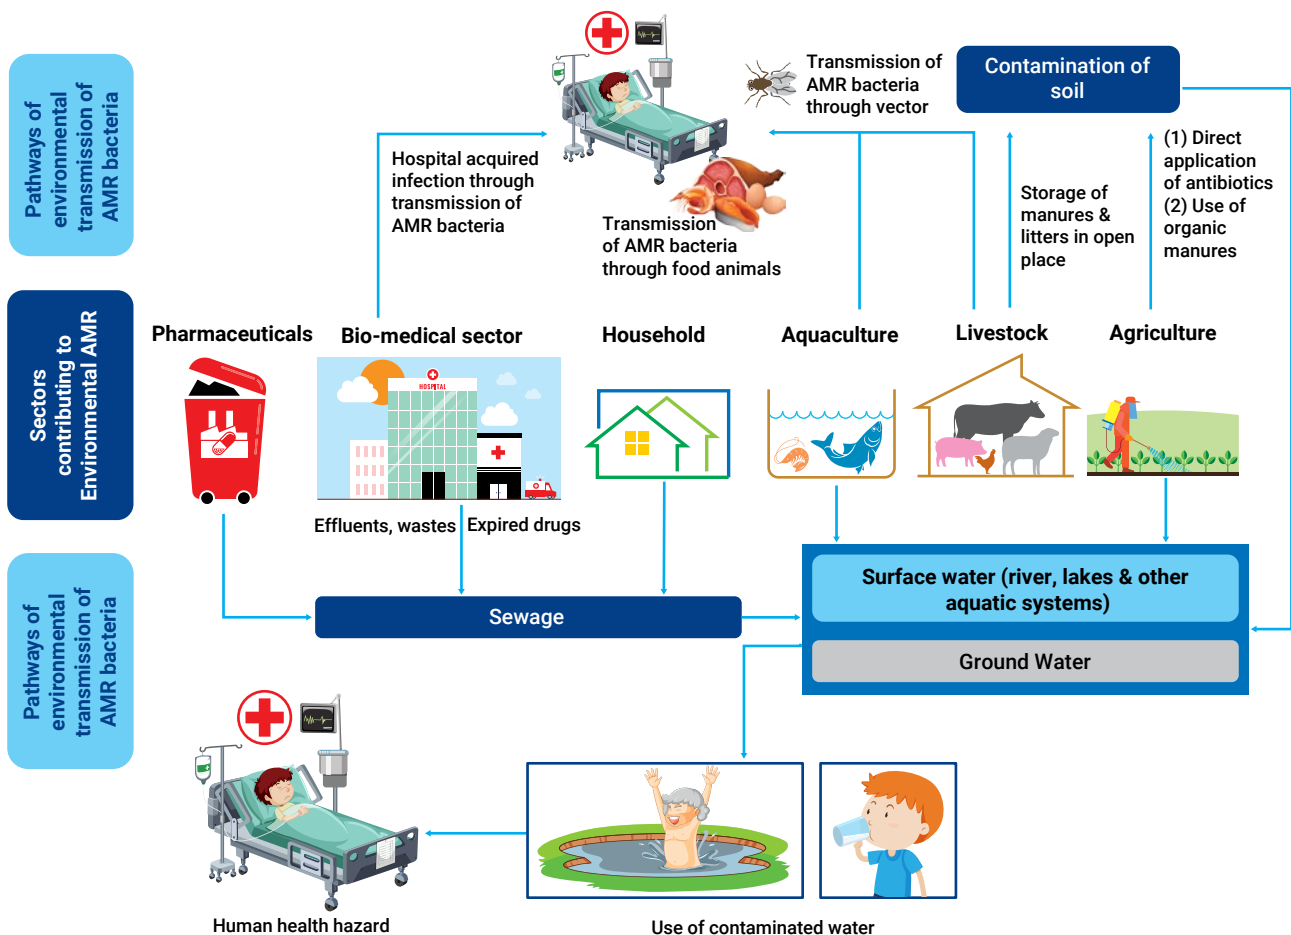 Pathways of
environmental
transmission of
AMR bacteria
Transmission of
AMR bacteria
through vector
Contamination of
soil
Hospital acquired
infection through
transmission of
AMR bacteria
Transmission
of AMR bacteria
through food animals
Storage of
manures &
litters in open
place
(1) Direct
application
of antibiotics
(2) Use of
organic
manures
Sectors
contributing to
Environmental AMR
Pharmaceuticals
Bio-medical sector
Household
Aquaculture
Livestock
Agriculture
HOSPITAL
Effluents, wastes
Expired drugs
Pathways of
environmental
transmission of
AMR bacteria
Sewage
Surface water (river, lakes & other
aquatic systems)
Ground Water
Human health hazard
Use of contaminated water